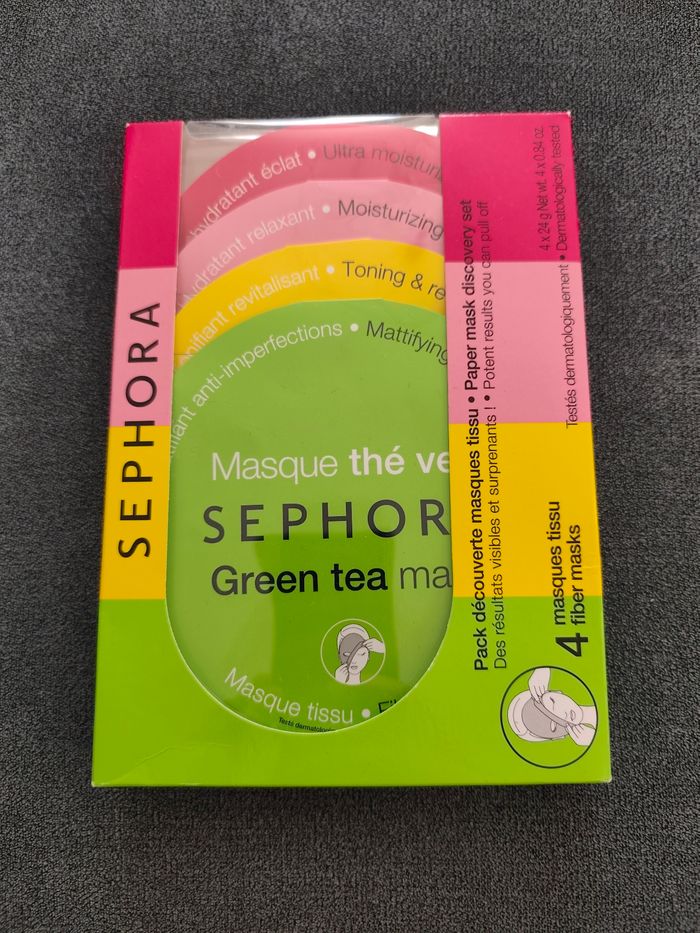 hydratant éclat • Ultra moisturi
hydratant relaxant • Moisturizing
revitalisant • Toning & re
anti-imperfections • Mattifying
Masque thé ve
SEPHOR
Green tea ma
Masque tissu •
Testé
SEPHORA
Pack découverte masques tissu • Paper mask discovery set
Des résultats visibles et surprenants ! • Potent results you can pull off
4 masques tissu
fiber masks
4 x 24 g Net wt. 4 x 0.84 oz.
Testés dermatologiquement • Dermatologically tested